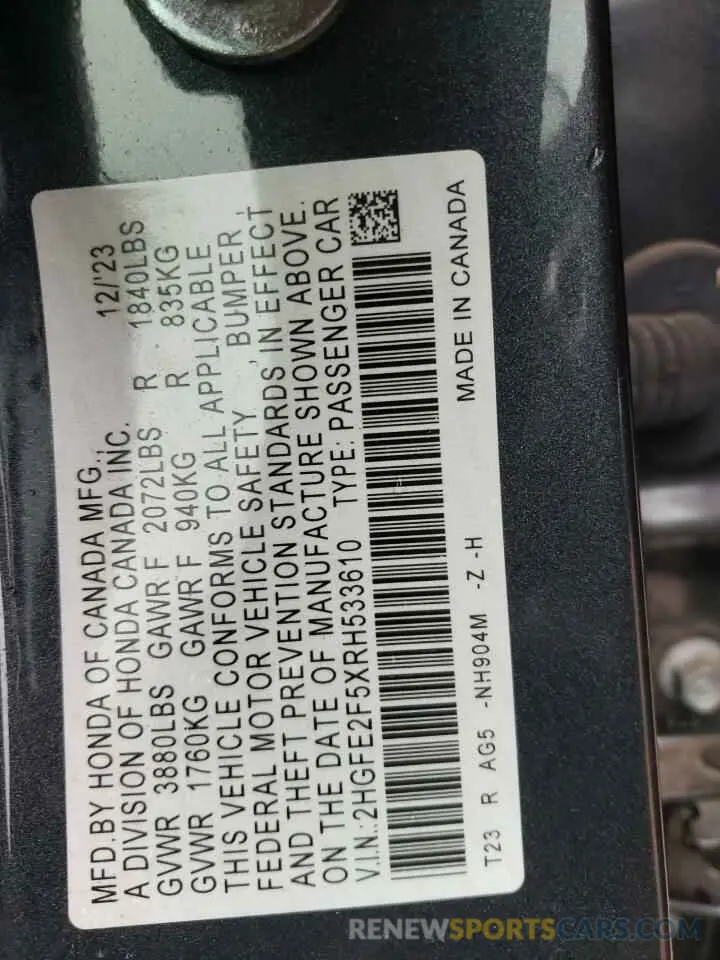 MFD.BY HONDA OF CANADA MFG., 12/'23
A DIVISION OF HONDA CANADA INC.
GVWR 3880LBS GAWR F 2072LBS R 1840LBS
GVWR 1760KG GAWR F 940KG R 835KG
THIS VEHICLE CONFORMS TO ALL APPLICABLE
FEDERAL MOTOR VEHICLE SAFETY , BUMPER ,
AND THEFT PREVENTION STANDARDS IN EFFECT
ON THE DATE OF MANUFACTURE SHOWN ABOVE.
V.I.N.:2HGFE2F5XRH533610 TYPE: PASSENGER CAR
T23 R AG5 -NH904M -Z -H MADE IN CANADA
RENEWSPORTSCARS.COM